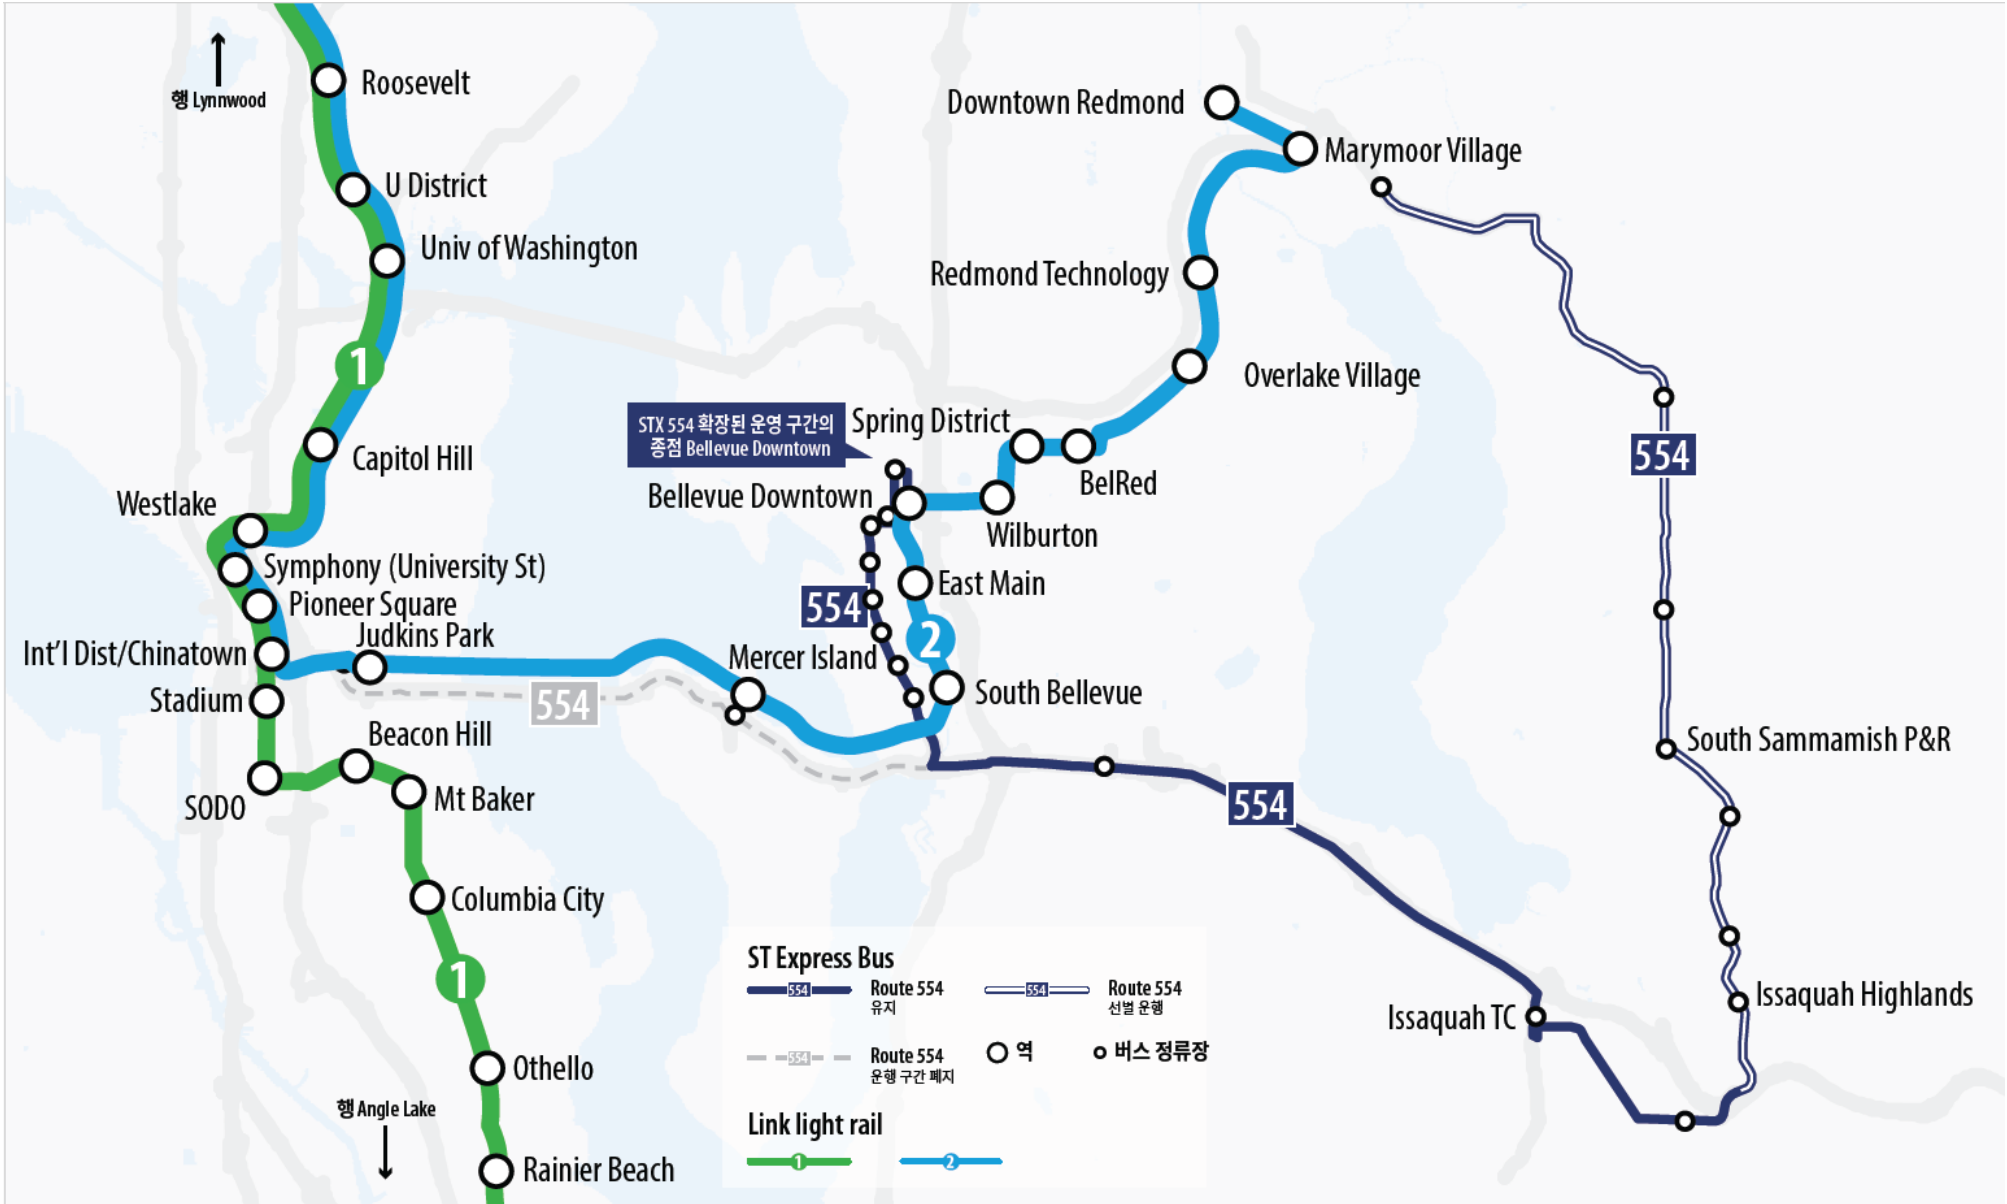 Roosevelt
행 Lynnwood
U District
Univ of Washington
1
Capitol Hill
Westlake
Symphony (University St)
Pioneer Square
Int'l Dist/Chinatown
Judkins Park
Stadium
SODO
Beacon Hill
Mt Baker
Columbia City
1
Othello
행 Angle Lake
Rainier Beach
554
Mercer Island
Downtown Redmond
Marymoor Village
Redmond Technology
Overlake Village
STX 554 확장된 운영 구간의
종점 Bellevue Downtown
Spring District
BelRed
Bellevue Downtown
Wilburton
East Main
554
2
South Bellevue
554
554
South Sammamish P&R
Issaquah Highlands
Issaquah TC
ST Express Bus
554
Route 554
유지
554
Route 554
선별 운행
554
Route 554
운행 구간 폐지
역
버스 정류장
Link light rail
1
2